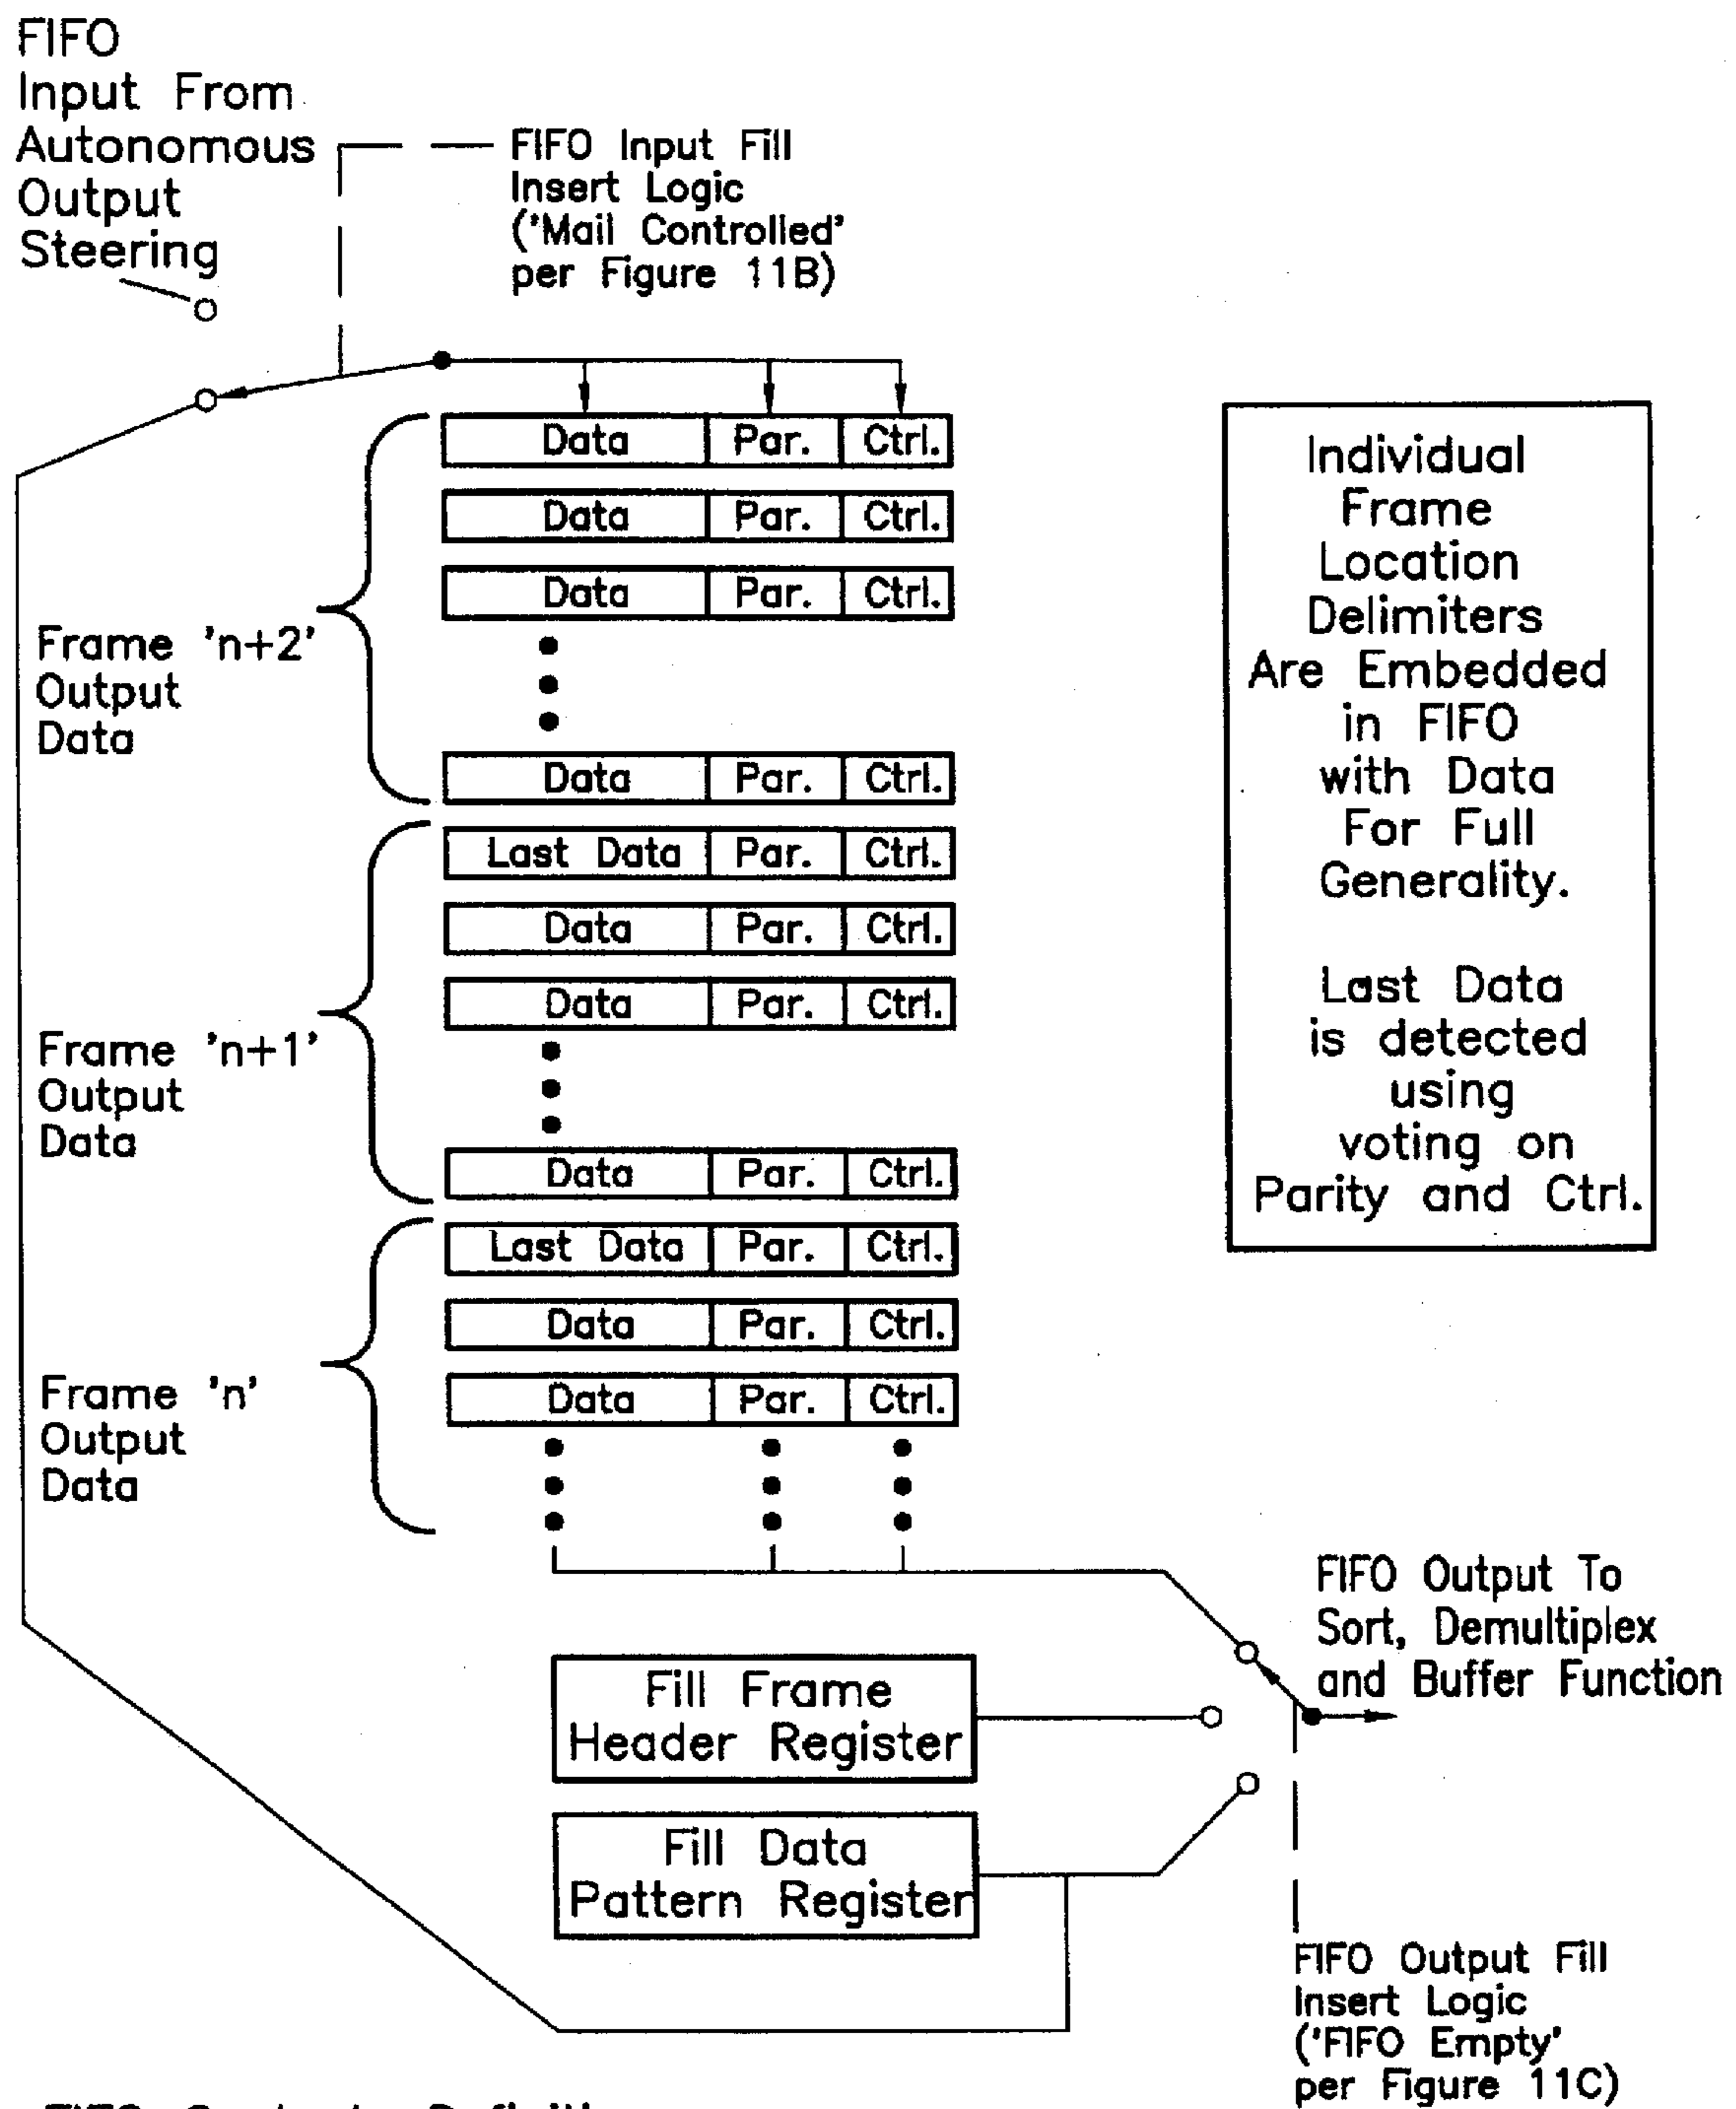 FIFO
Input From
Autonomous
Output
Steering
FIFO Input Fill
Insert Logic
('Mail Controlled'
per Figure 11B)
Data Par. Ctrl.
Data Par. Ctrl.
Data Par. Ctrl.
Frame 'n+2'
Output
Data
Data Par. Ctrl.
Last Data Par. Ctrl.
Data Par. Ctrl.
Data Par. Ctrl.
Frame 'n+1'
Output
Data
Data Par. Ctrl.
Last Data Par. Ctrl.
Data Par. Ctrl.
Data Par. Ctrl.
Frame 'n'
Output
Data
Individual
Frame
Location
Delimiters
Are Embedded
in FIFO
with Data
For Full
Generality.
Last Data
is detected
using
voting on
Parity and Ctrl.
FIFO Output To
Sort, Demultiplex
and Buffer Function
Fill Frame
Header Register
Fill Data
Pattern Register
FIFO Output Fill
Insert Logic
('FIFO Empty'
per Figure 11C)
FIFO